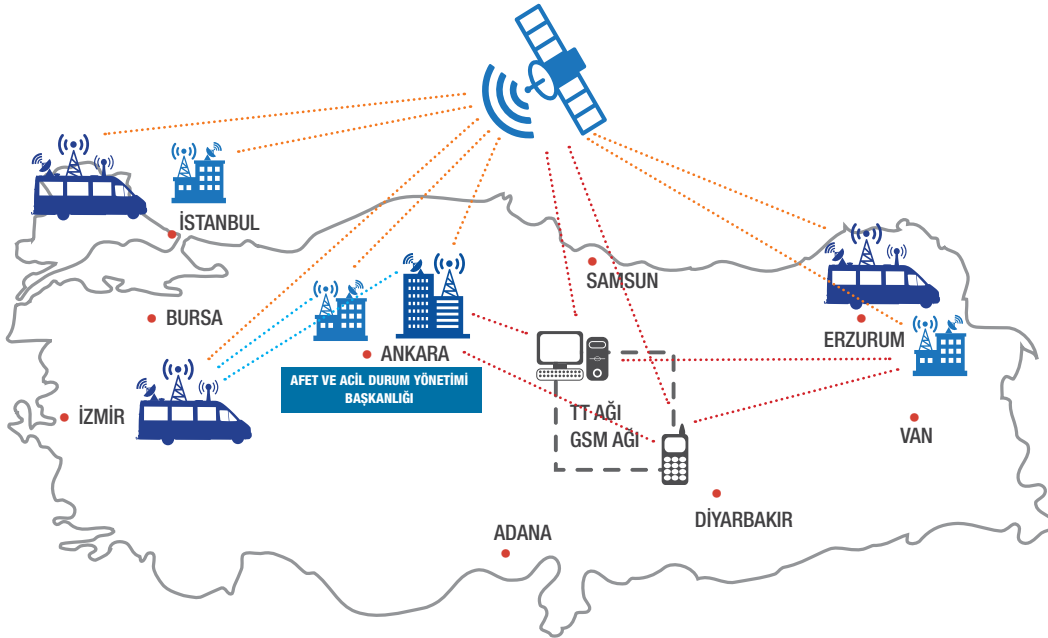 İSTANBUL
SAMSUN
BURSA
ERZURUM
ANKARA
AFET VE ACİL DURUM YÖNETİMİ
BAŞKANLIĞI
İZMİR
TT AĞI
GSM AĞI
VAN
DİYARBAKIR
ADANA